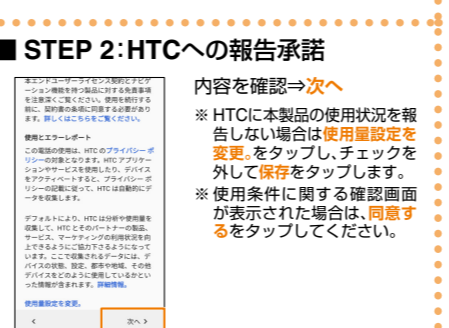 ■ STEP 2:HTCへの報告承諾
本エンドユーザーライセンス契約とナビゲ
ーション機能を持つ製品に対する免責事項
を注意深くご覧ください。使用を続行する
前に、契約書の条項に同意する必要があり
ます。詳しくはこちらをご覧ください。
使用とエラーレポート
この電話の使用は、HTC のプライバシー ポ
リシーの対象となります。HTC アプリケー
ションやサービスを使用したり、デバイス
をアクティベートすると、プライバシー ポ
リシーの記載に従って、HTC は自動的にデ
ータを収集します。
デフォルトにより、HTC は分析や使用量を
収集して、HTC とそのパートナーの製品、
サービス、マーケティングの利用状況を向
上できるようにご協力下さるようになって
います。ここで収集されるデータには、デ
バイスの状態、設定、都市や地域、その他
デバイスをどのように使用しているかとい
った情報が含まれます。詳細情報。
使用量設定を変更。
< 次へ >
内容を確認⇒次へ
※ HTCに本製品の使用状況を報
告しない場合は使用量設定を
変更。をタップし、チェックを
外して保存をタップします。
※ 使用条件に関する確認画面
が表示された場合は、同意す
るをタップしてください。